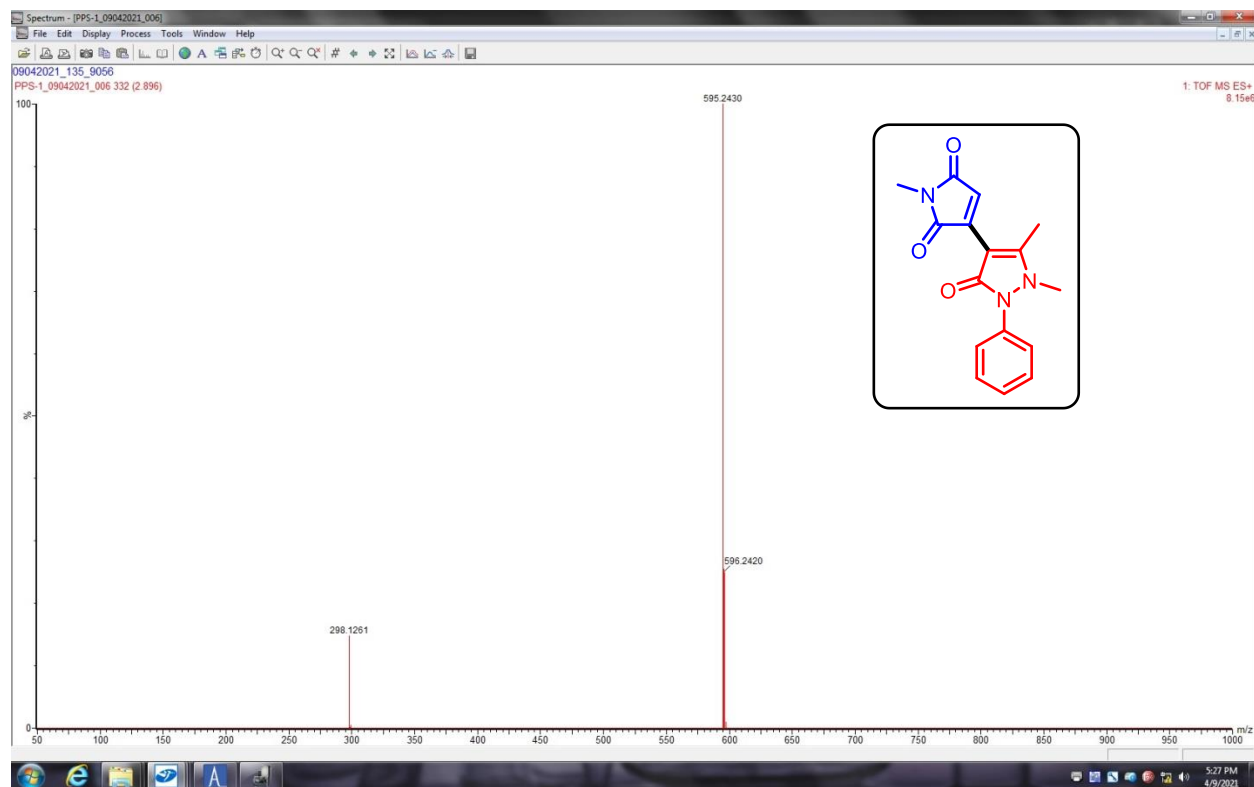 Spectrum - [PPS-1_09042021_006]
File Edit Display Process Tools Window Help
09042021_135_9056
PPS-1_09042021_006 332 (2.896)
1: TOF MS ES+
8.15e6
100
%
0
595.2430
596.2420
298.1261
O
N
O
O
N
N
50 100 150 200 250 300 350 400 450 500 550 600 650 700 750 800 850 900 950 1000
m/z
5:27 PM
4/9/2021